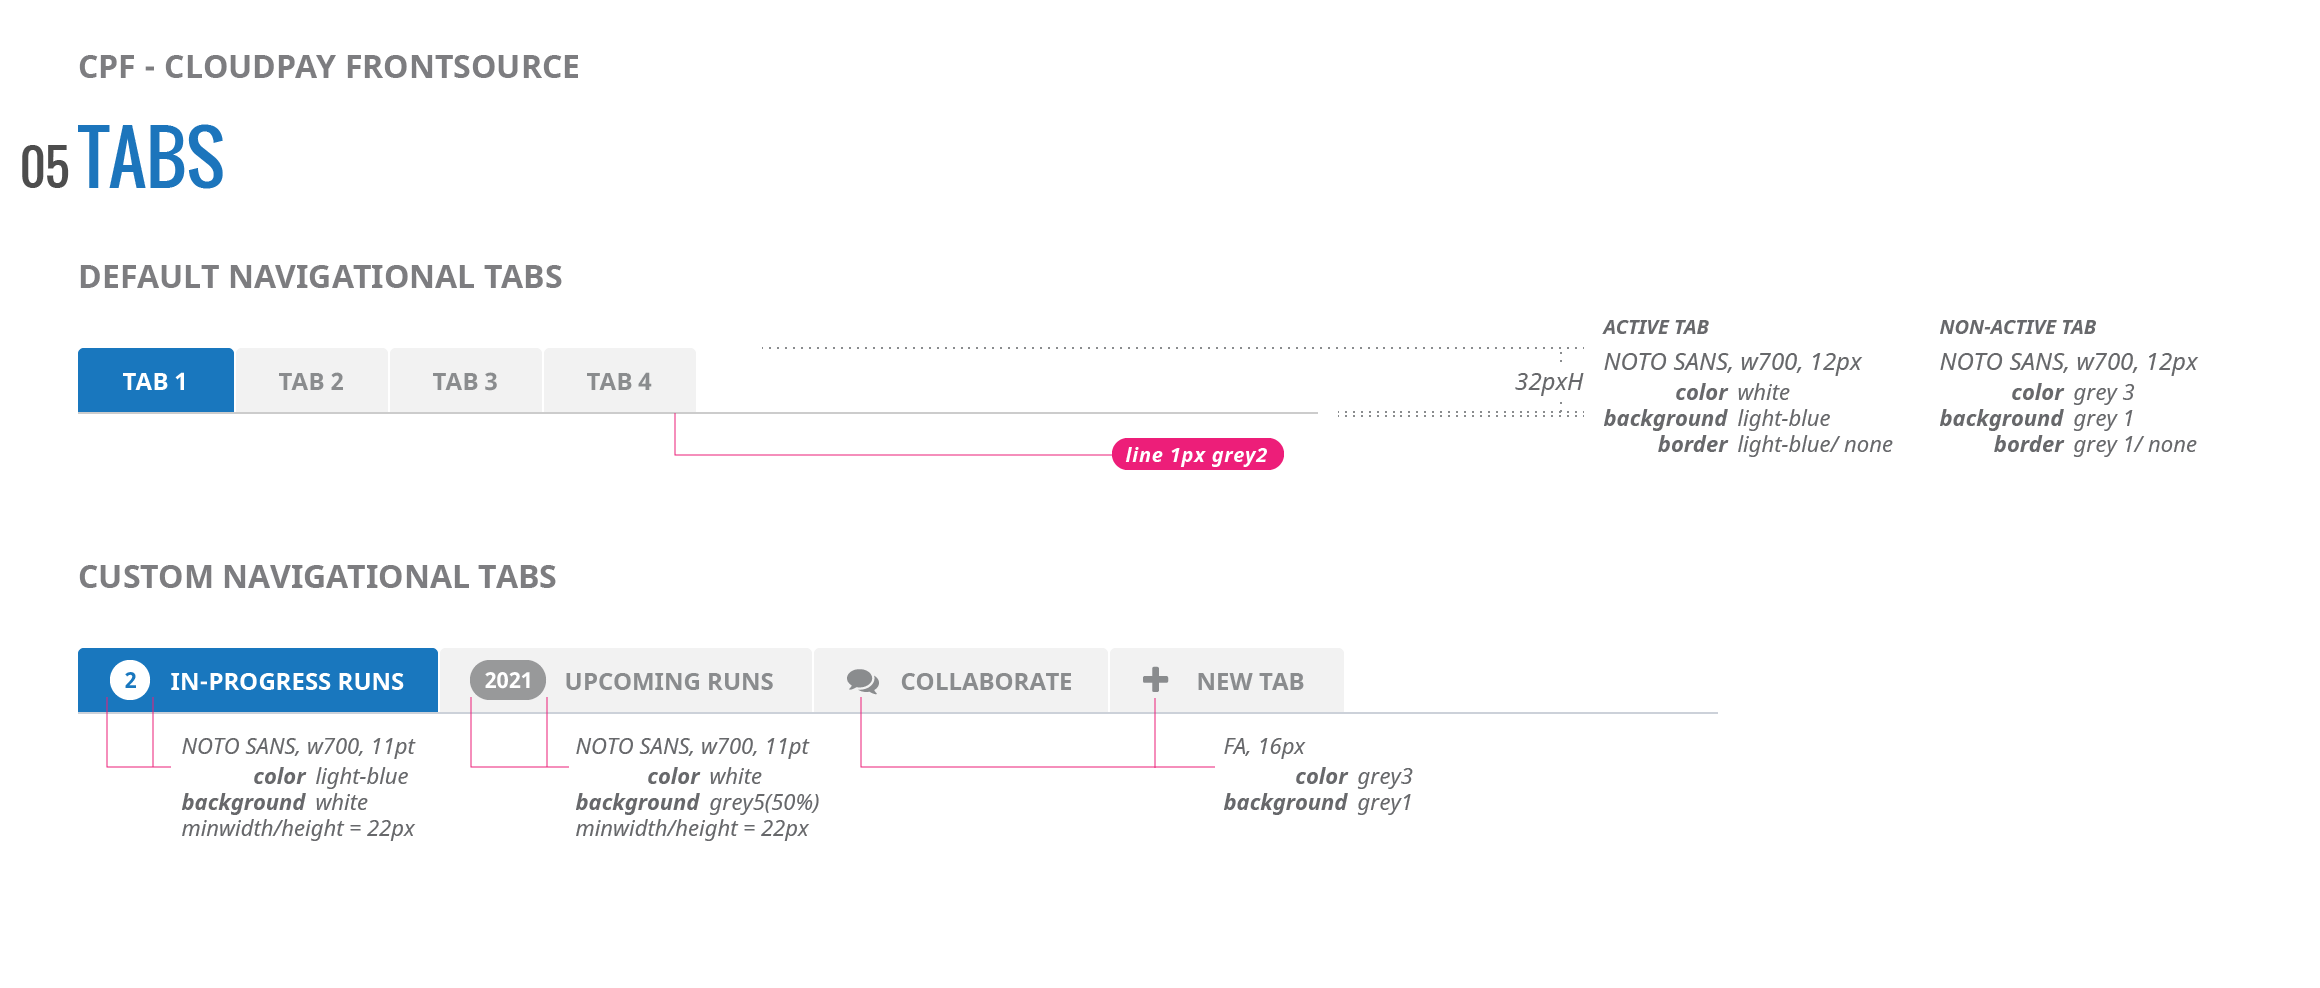 CPF - CLOUDPAY FRONTSOURCE
05 TABS
DEFAULT NAVIGATIONAL TABS
TAB 1 TAB 2 TAB 3 TAB 4
line 1px grey2
32pxH
ACTIVE TAB
NOTO SANS, w700, 12px
color white
background light-blue
border light-blue/ none
NON-ACTIVE TAB
NOTO SANS, w700, 12px
color grey 3
background grey 1
border grey 1/ none
CUSTOM NAVIGATIONAL TABS
2 IN-PROGRESS RUNS 2021 UPCOMING RUNS COLLABORATE NEW TAB
NOTO SANS, w700, 11pt
color light-blue
background white
minwidth/height = 22px
NOTO SANS, w700, 11pt
color white
background grey5(50%)
minwidth/height = 22px
FA, 16px
color grey3
background grey1